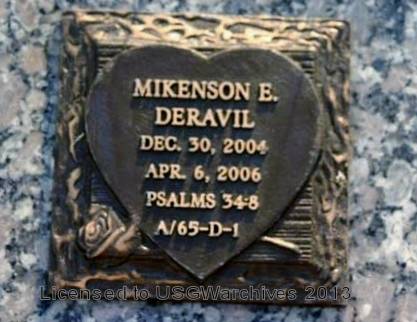 MIKENSON E.
DERAVIL
DEC. 30, 2004
APR. 6, 2006
PSALMS 34:8
A/65-D-1
Licensed to USGWarchives 2013